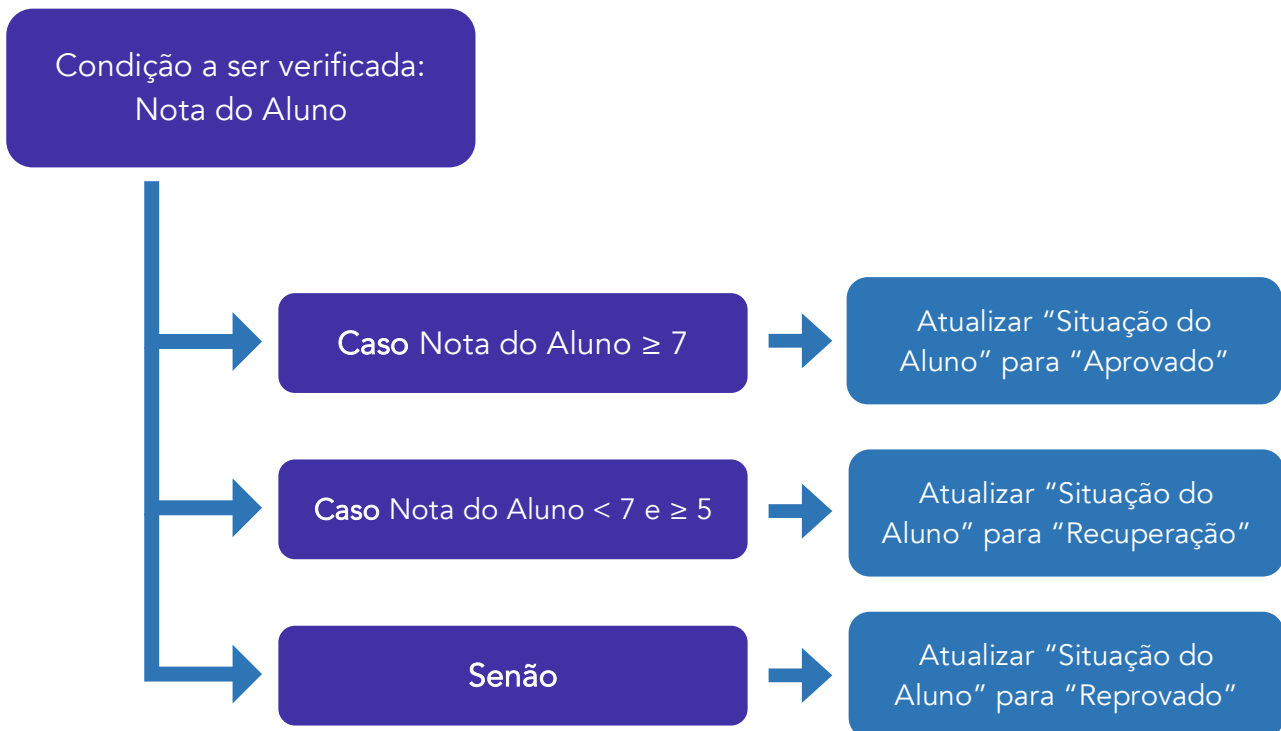 Condição a ser verificada:
Nota do Aluno
Caso Nota do Aluno ≥ 7
Atualizar “Situação do
Aluno” para “Aprovado”
Caso Nota do Aluno < 7 e ≥ 5
Atualizar “Situação do
Aluno” para “Recuperação”
Senão
Atualizar “Situação do
Aluno” para “Reprovado”